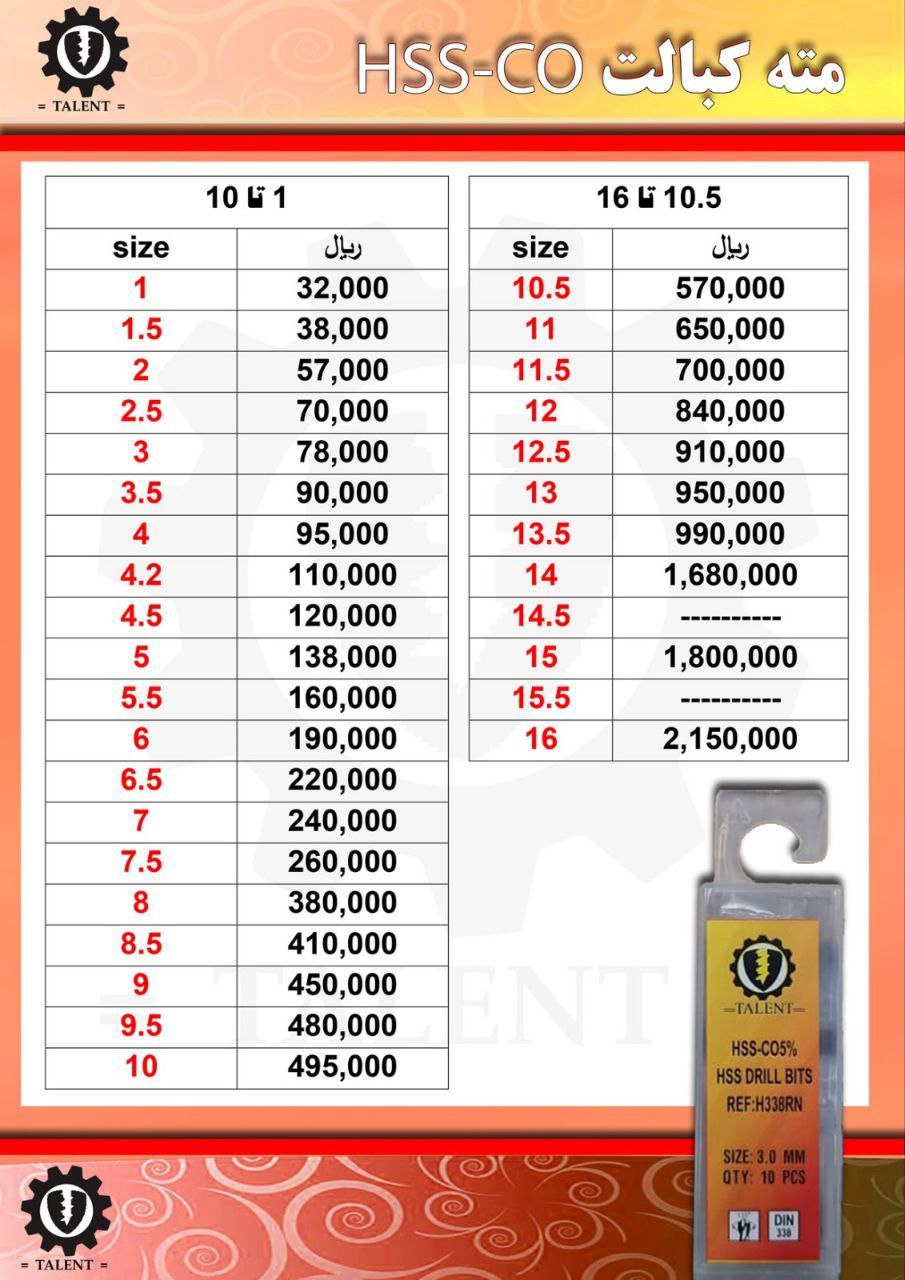 = TALENT =
مته کبالت HSS-CO
1 تا 10
size ریال
1 32,000
1.5 38,000
2 57,000
2.5 70,000
3 78,000
3.5 90,000
4 95,000
4.2 110,000
4.5 120,000
5 138,000
5.5 160,000
6 190,000
6.5 220,000
7 240,000
7.5 260,000
8 380,000
8.5 410,000
9 450,000
9.5 480,000
10 495,000
10.5 تا 16
size ریال
10.5 570,000
11 650,000
11.5 700,000
12 840,000
12.5 910,000
13 950,000
13.5 990,000
14 1,680,000
14.5 ----------
15 1,800,000
15.5 ----------
16 2,150,000
= TALENT
=TALENT=
HSS-CO5%
HSS DRILL BITS
REF:H338RN
SIZE: 3.0 MM
QTY: 10 PCS
DIN
338
= TALENT =